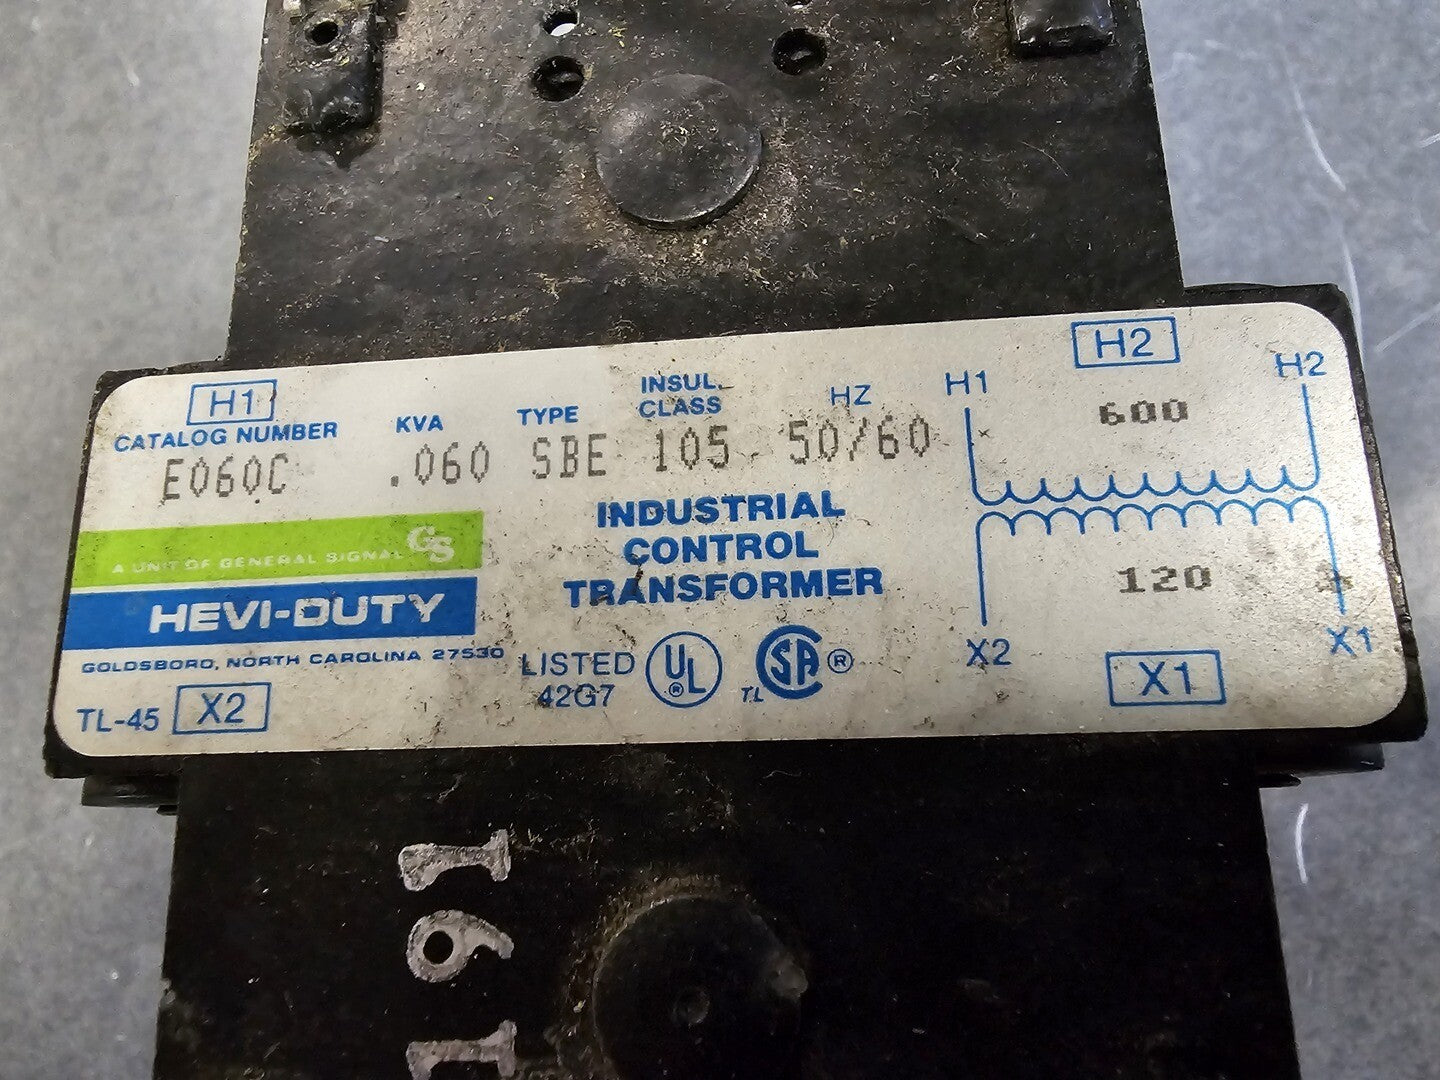 H1
CATALOG NUMBER KVA TYPE INSUL. CLASS HZ
E060C .060 SBE 105 50/60
H2
H1 H2
600
A UNIT OF GENERAL SIGNAL GS
HEVI-DUTY
GOLDSBORO, NORTH CAROLINA 27530
TL-45 X2
INDUSTRIAL
CONTROL
TRANSFORMER
LISTED
42G7
UL ®
TL SA ®
120
X2 X1
X1
191